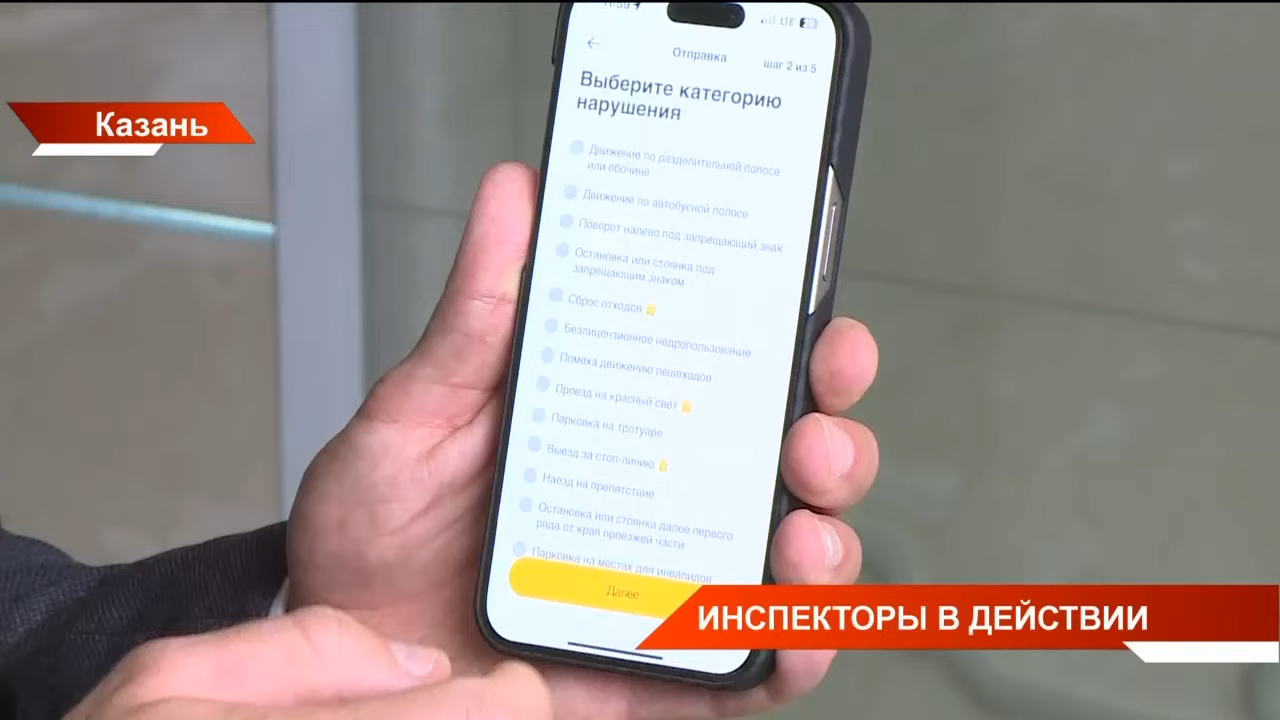 11:59
LTE
Отправка
шаг 2 из 5
Выберите категорию
нарушения
Казань
Движение по разделительной полосе
или обочине
Движение по автобусной полосе
Поворот налево под запрещающий знак
Остановка или стоянка под
запрещающим знаком
Сброс отходов
Безлицензионное недропользование
Помеха движению пешеходов
Проезд на красный свет
Парковка на тротуаре
Выезд за стоп-линию
Наезд на препятствие
Остановка или стоянка далее первого
ряда от края проезжей части
Парковка на местах для инвалидов
Далее
ИНСПЕКТОРЫ В ДЕЙСТВИИ